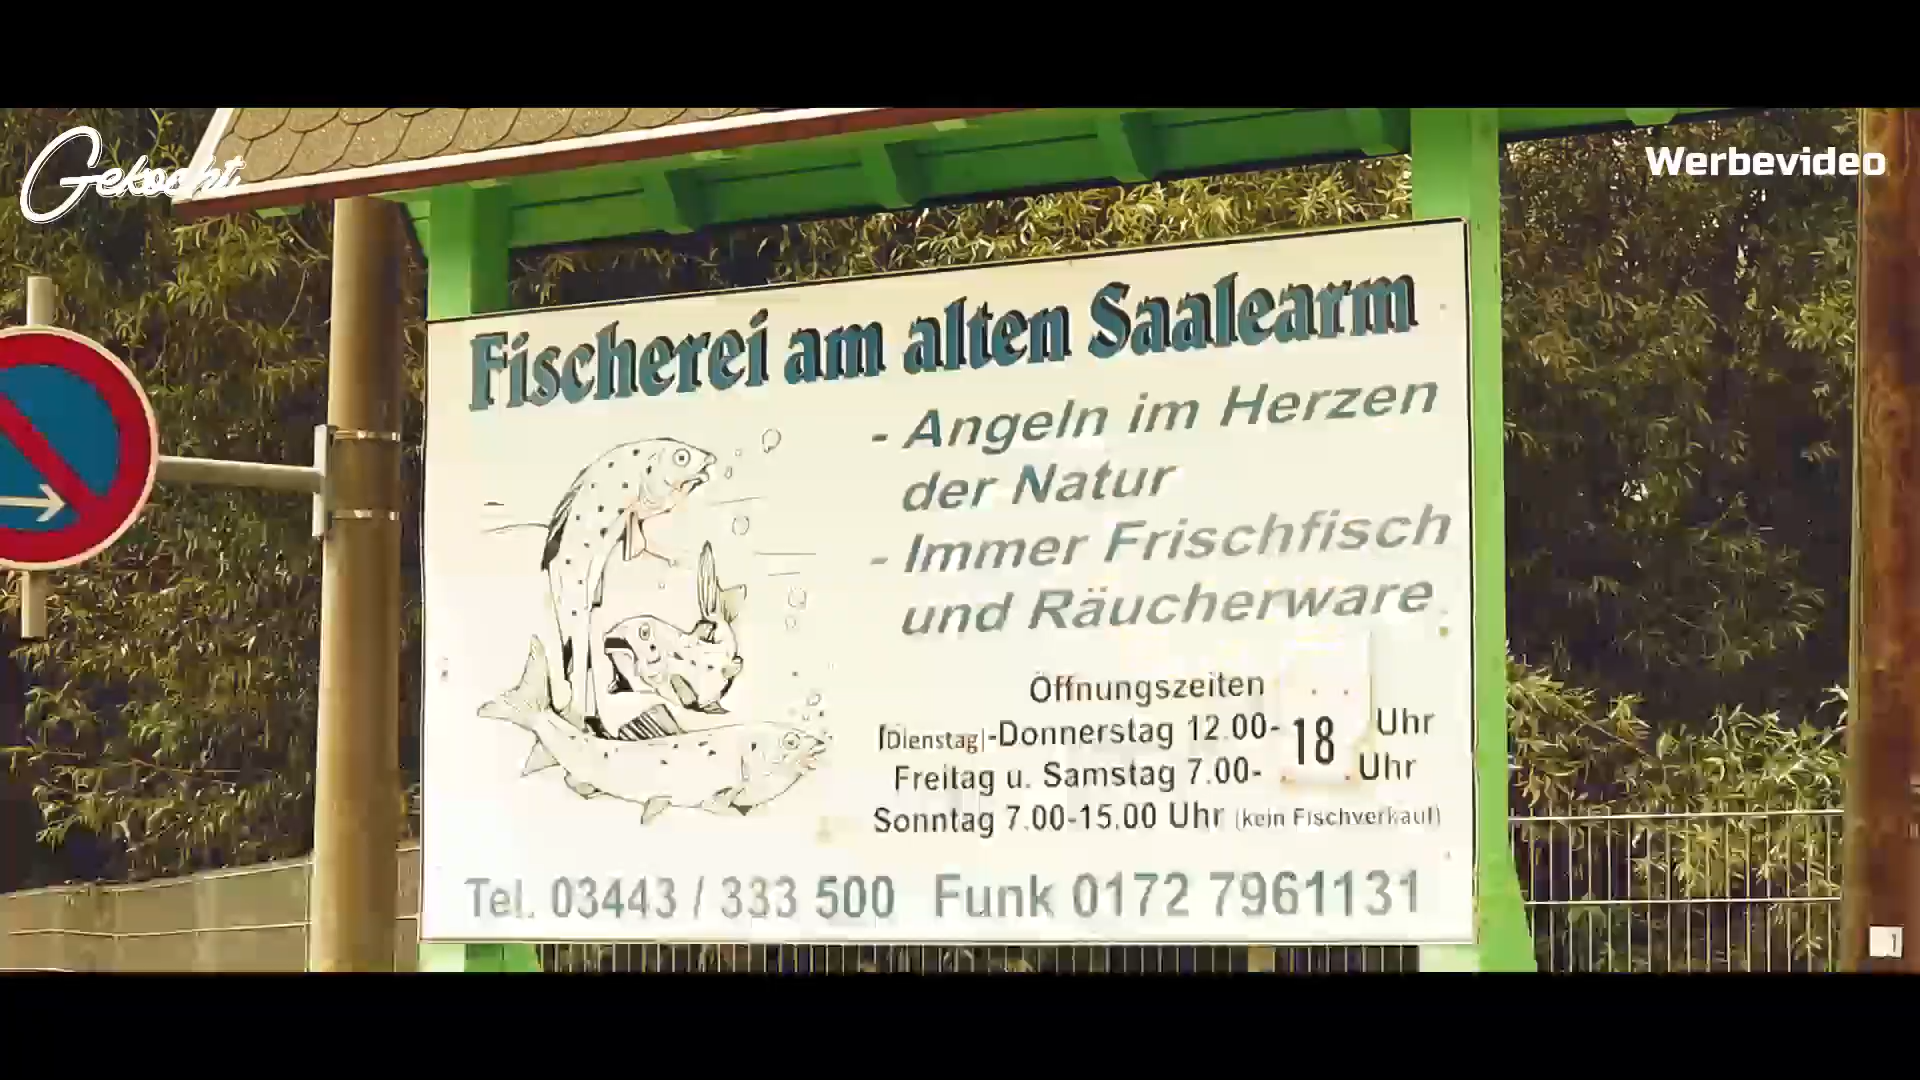 Gekocht
Werbevideo
Fischerei am alten Saalearm
- Angeln im Herzen
der Natur
- Immer Frischfisch
und Räucherware
Öffnungszeiten
Dienstag-Donnerstag 12.00- 18 Uhr
Freitag u. Samstag 7.00- Uhr
Sonntag 7.00-15.00 Uhr (kein Fischverkauf)
Tel. 03443 / 333 500 Funk 0172 7961131